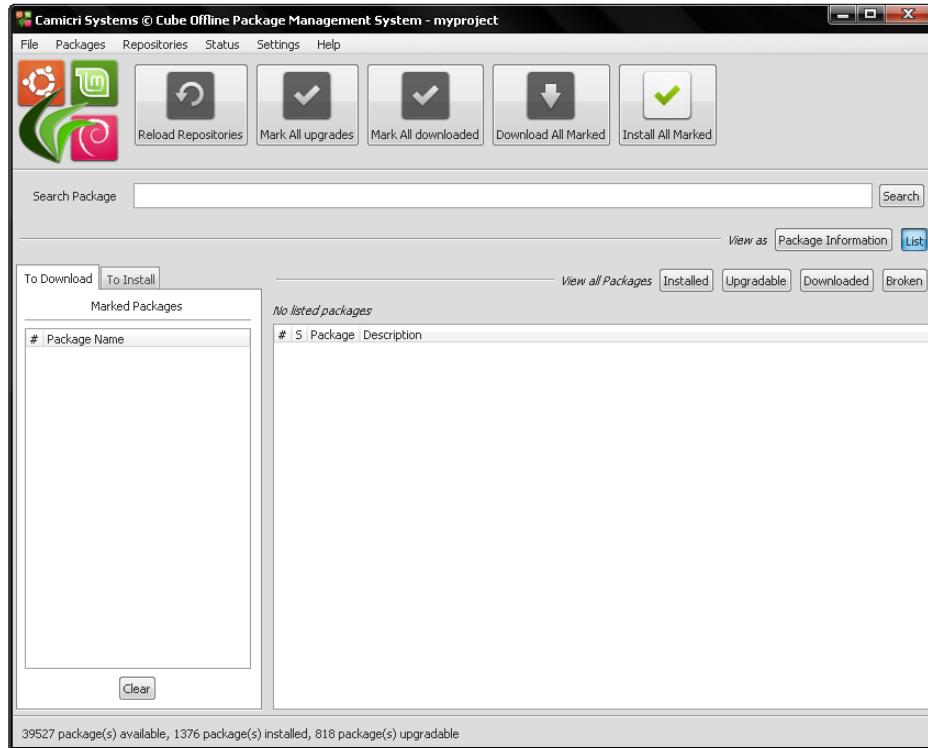 Camicri Systems © Cube Offline Package Management System - myproject
File Packages Repositories Status Settings Help
Reload Repositories Mark All upgrades Mark All downloaded Download All Marked Install All Marked
Search Package Search
View as Package Information List
To Download To Install
View all Packages Installed Upgradable Downloaded Broken
Marked Packages
No listed packages
# Package Name
# S Package Description
Clear
39527 package(s) available, 1376 package(s) installed, 818 package(s) upgradable